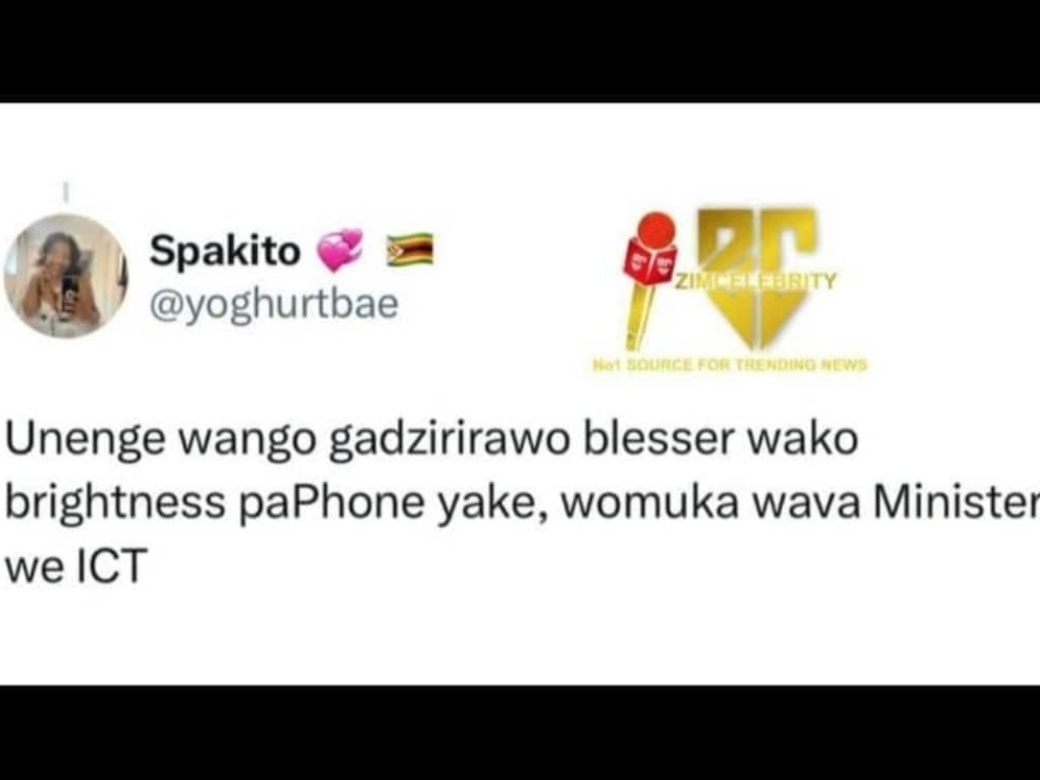 Spakito 💞 🇿🇼
@yoghurtbae
ZIMCELEBRITY
No1 SOURCE FOR TRENDING NEWS
Unenge wango gadzirirawo blesser wako
brightness paPhone yake, womuka wava Minister
we ICT